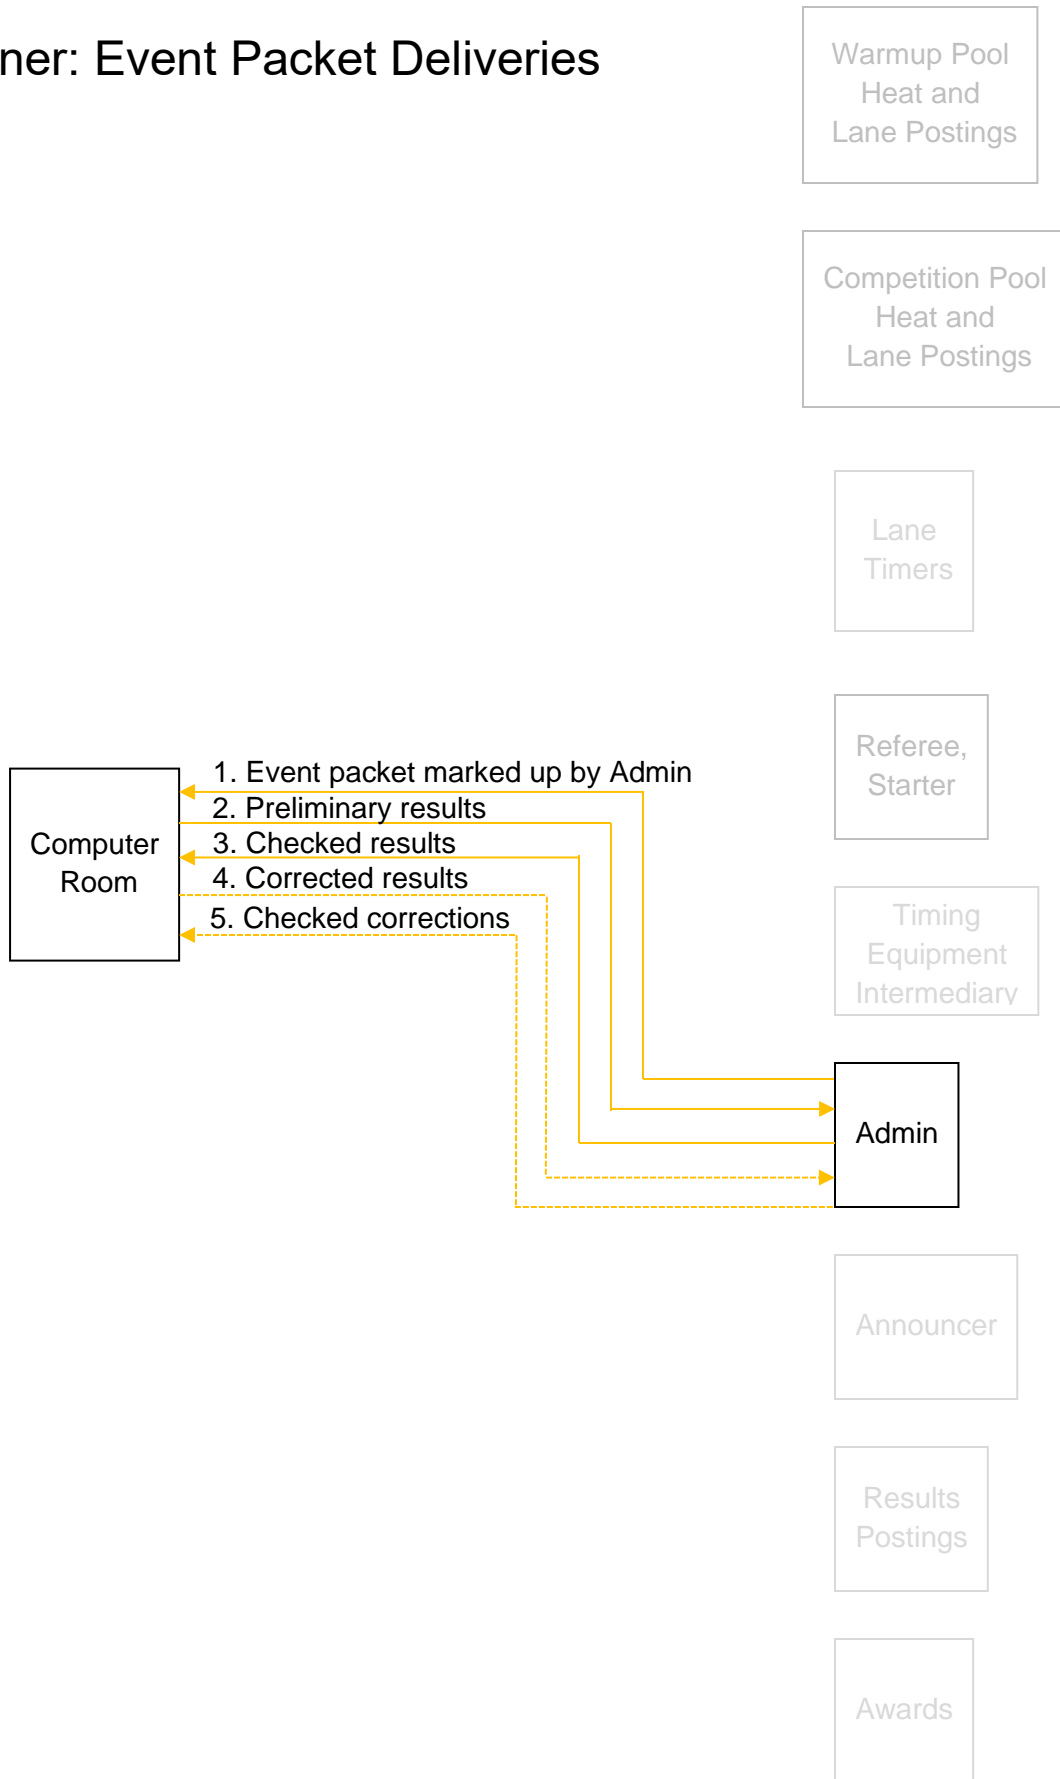 ner: Event Packet Deliveries
Warmup Pool
Heat and
Lane Postings
Competition Pool
Heat and
Lane Postings
Lane
Timers
Referee,
Starter
1. Event packet marked up by Admin
2. Preliminary results
3. Checked results
4. Corrected results
5. Checked corrections
Computer
Room
Timing
Equipment
Intermediary
Admin
Announcer
Results
Postings
Awards